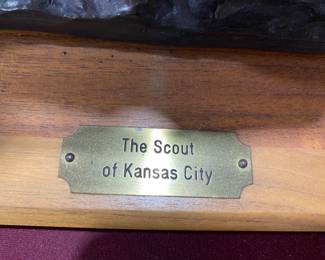 The Scout
of Kansas City